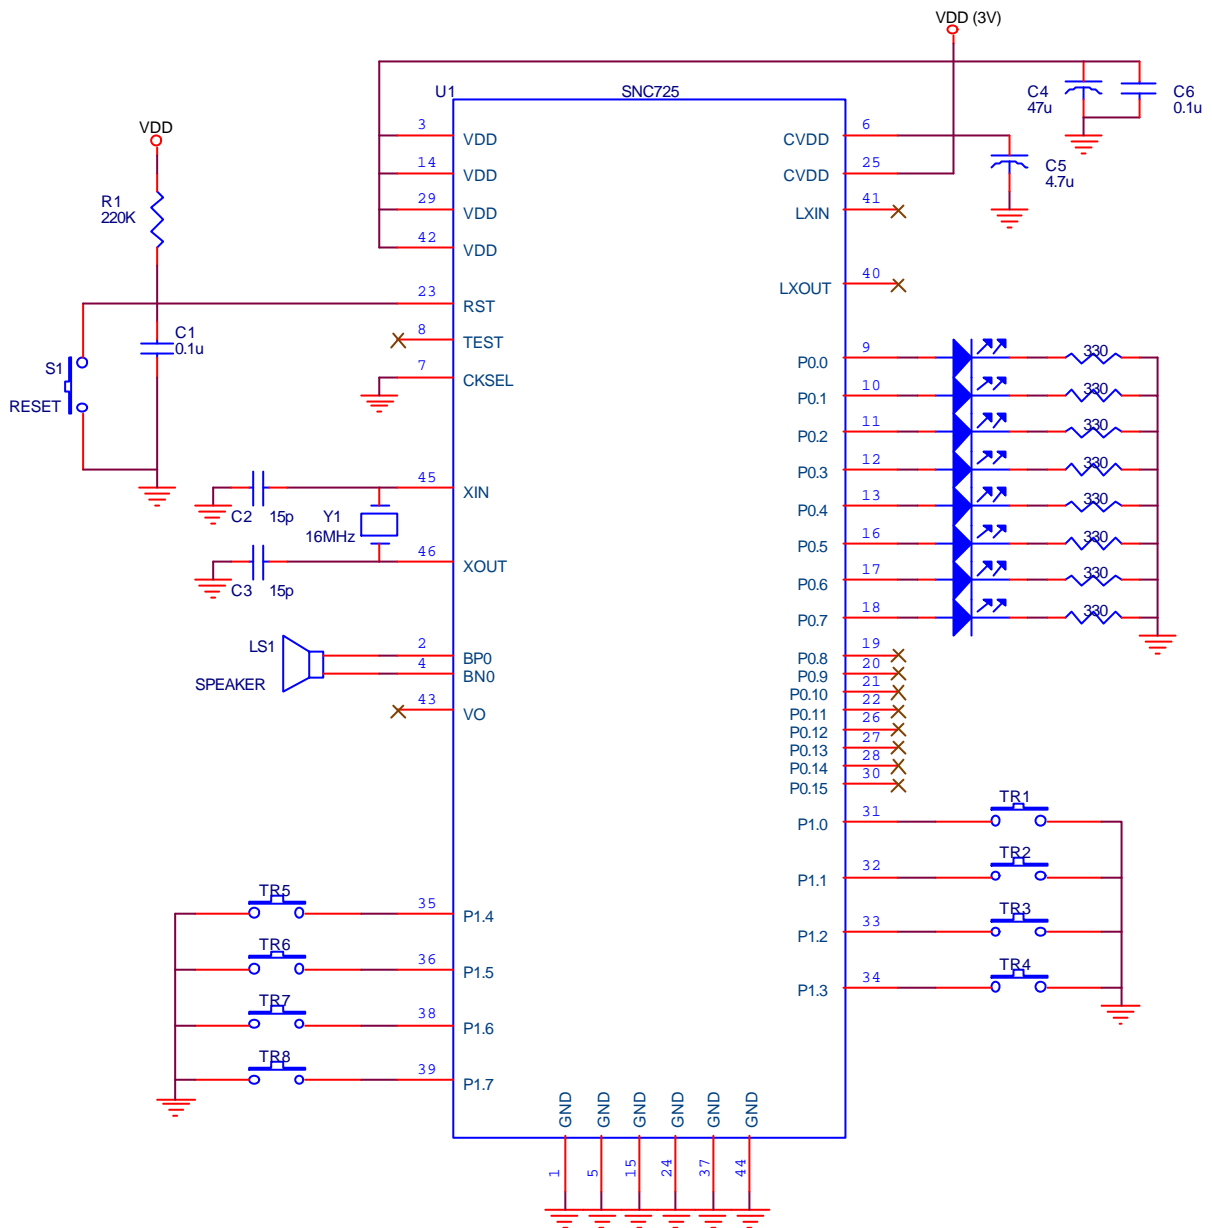 VDD (3V)
U1
SNC725
C4
47u
C6
0.1u
VDD
R1
220K
3
VDD
14
VDD
29
VDD
42
VDD
23
RST
8
TEST
7
CKSEL
C1
0.1u
S1
RESET
45
XIN
C2
15p
Y1
16MHz
46
XOUT
C3
15p
LS1
SPEAKER
2
BP0
4
BN0
43
VO
TR5
35
P1.4
TR6
36
P1.5
TR7
38
P1.6
TR8
39
P1.7
CVDD
6
CVDD
25
C5
4.7u
LXIN
41
LXOUT
40
P0.0
9
330
P0.1
10
330
P0.2
11
330
P0.3
12
330
P0.4
13
330
P0.5
16
330
P0.6
17
330
P0.7
18
330
P0.8
19
P0.9
20
P0.10
21
P0.11
22
P0.12
26
P0.13
27
P0.14
28
P0.15
30
P1.0
31
TR1
P1.1
32
TR2
P1.2
33
TR3
P1.3
34
TR4
GND
GND
GND
GND
GND
GND
1
5
15
24
37
44